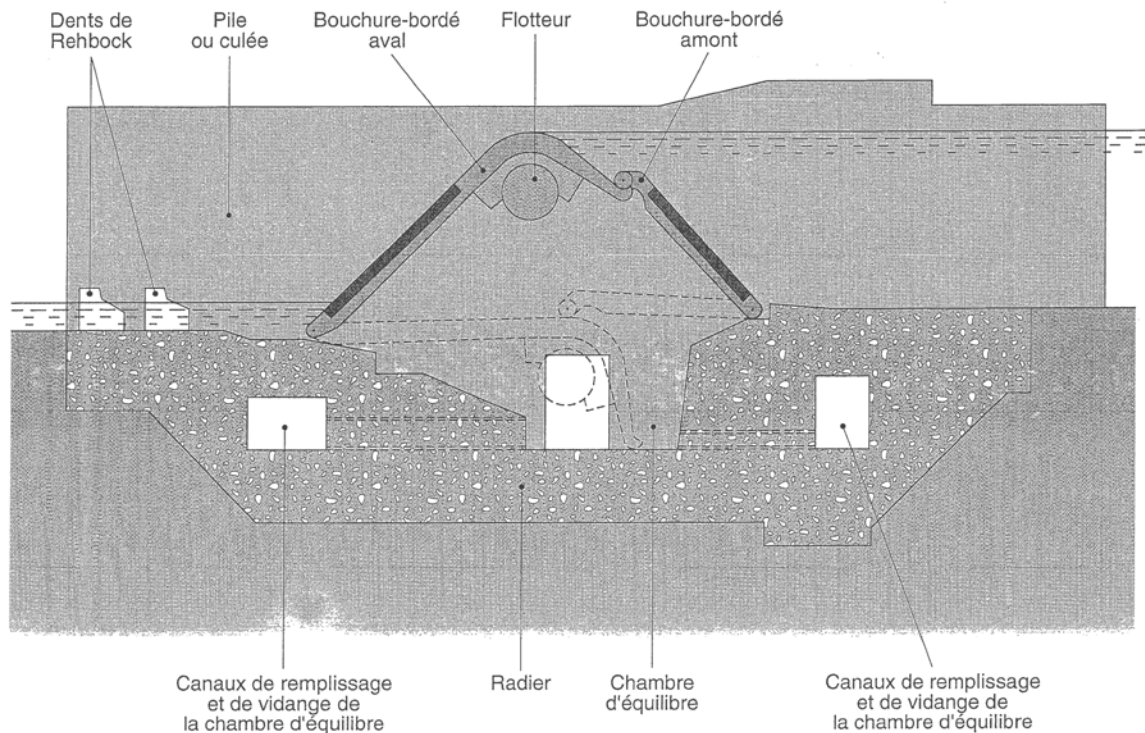 Dents de
Rehbock
Pile
ou culée
Bouchure-bordé
aval
Flotteur
Bouchure-bordé
amont
Canaux de remplissage
et de vidange de
la chambre d'équilibre
Radier
Chambre
d'équilibre
Canaux de remplissage
et de vidange de
la chambre d'équilibre